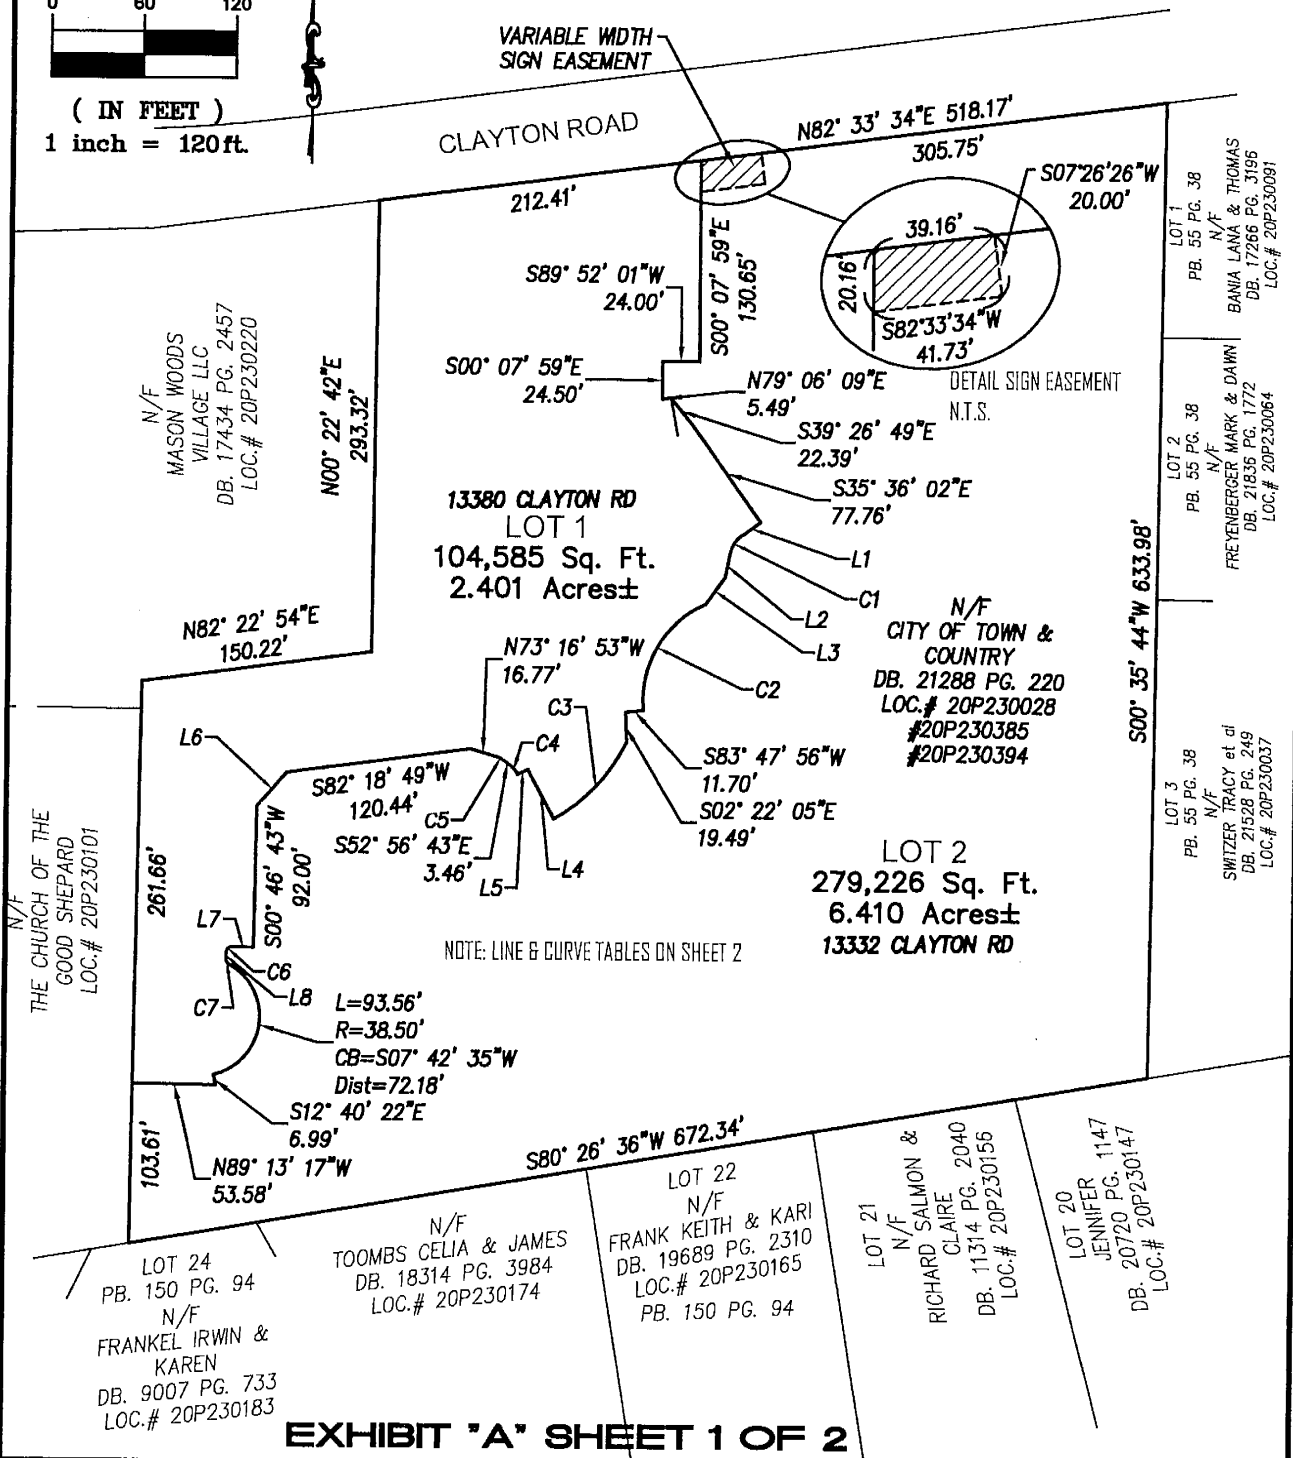 0 60 120
( IN FEET )
1 inch = 120ft.
VARIABLE WIDTH
SIGN EASEMENT
CLAYTON ROAD
N82° 33' 34"E 518.17'
305.75'
212.41'
S07°26'26"W
20.00'
39.16'
20.16'
S82°33'34"W
41.73'
DETAIL SIGN EASEMENT
N.T.S.
S89° 52' 01"W
24.00'
S00° 07' 59"E
130.65'
S00° 07' 59"E
24.50'
N79° 06' 09"E
5.49'
S39° 26' 49"E
22.39'
S35° 36' 02"E
77.76'
LOT 1
PB. 55 PG. 38
N/F
BANIA LANA & THOMAS
DB. 17266 PG. 3196
LOC.# 20P230091
LOT 2
PB. 55 PG. 38
N/F
FREYENBERGER MARK & DAWN
DB. 21836 PG. 1772
LOC.# 20P230064
LOT 3
PB. 55 PG. 38
N/F
SWITZER TRACY et al
DB. 21528 PG. 249
LOC.# 20P230037
N/F
MASON WOODS
VILLAGE LLC
DB. 17434 PG. 2457
LOC.# 20P230220
N00° 22' 42"E
293.32'
13380 CLAYTON RD
LOT 1
104,585 Sq. Ft.
2.401 Acres±
L1
C1
L2
L3
C2
N/F
CITY OF TOWN &
COUNTRY
DB. 21288 PG. 220
LOC.# 20P230028
#20P230385
#20P230394
S00° 35' 44"W 633.98'
N82° 22' 54"E
150.22'
N73° 16' 53"W
16.77'
C3
C4
L6
S82° 18' 49"W
120.44'
C5
S83° 47' 56"W
11.70'
S02° 22' 05"E
19.49'
S52° 56' 43"E
3.46'
L5
L4
LOT 2
279,226 Sq. Ft.
6.410 Acres±
13332 CLAYTON RD
N/F
THE CHURCH OF THE
GOOD SHEPARD
LOC.# 20P230101
261.66'
S00° 46' 43"W
92.00'
L7
NOTE: LINE & CURVE TABLES ON SHEET 2
C6
L8
C7
L=93.56'
R=38.50'
CB=S07° 42' 35"W
Dist=72.18'
S12° 40' 22"E
6.99'
103.61'
N89° 13' 17"W
53.58'
S80° 26' 36"W 672.34'
LOT 24
PB. 150 PG. 94
N/F
FRANKEL IRWIN &
KAREN
DB. 9007 PG. 733
LOC.# 20P230183
N/F
TOOMBS CELIA & JAMES
DB. 18314 PG. 3984
LOC.# 20P230174
LOT 22
N/F
FRANK KEITH & KARI
DB. 19689 PG. 2310
LOC.# 20P230165
PB. 150 PG. 94
LOT 21
N/F
RICHARD SALMON &
CLAIRE
DB. 11314 PG. 2040
LOC.# 20P230156
LOT 20
JENNIFER
DB. 20720 PG. 1147
LOC.# 20P230147
EXHIBIT "A" SHEET 1 OF 2